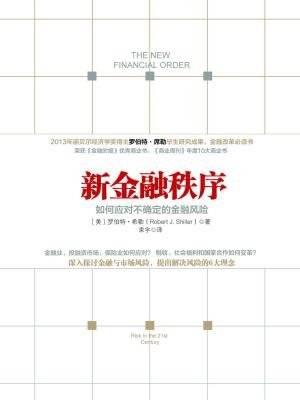 THE NEW
FINANCIAL ORDER
2013年诺贝尔经济学奖得主罗伯特·席勒毕生研究成果，金融改革必读书
荣获《金融时报》优秀商业书、《商业周刊》年度10大商业书
新金融秩序
如何应对不确定的金融风险
[美] 罗伯特·希勒（Robert J. Shiller）著
束宇 译
金融业、投融资市场、保险业如何应对？ 税收、社会福利和国家合作如何变革？
深入探讨金融与市场风险，提出解决风险的6大理念
Risk in the 21st
Century